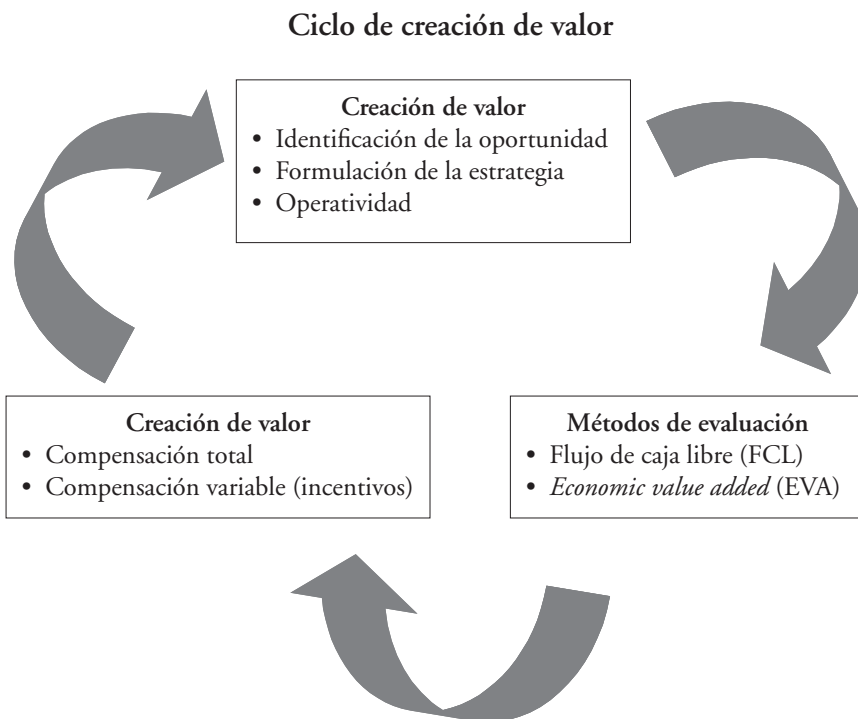 Ciclo de creación de valor
Creación de valor
• Identificación de la oportunidad
• Formulación de la estrategia
• Operatividad
Creación de valor
• Compensación total
• Compensación variable (incentivos)
Métodos de evaluación
• Flujo de caja libre (FCL)
• Economic value added (EVA)